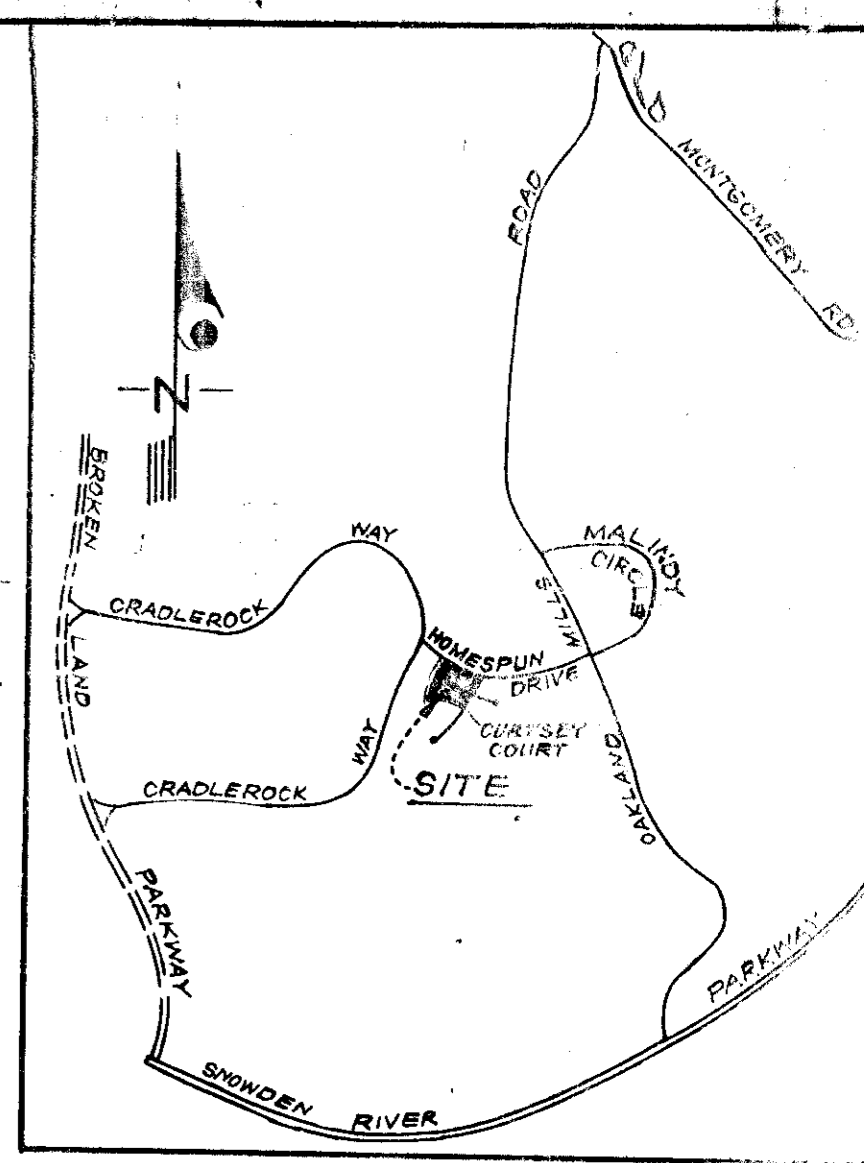 OLD
MONTGOMERY RD.
ROAD
N
BROKEN
LAND
PARKWAY
CRADLEROCK
WAY
MALINDY
CIRCLE
HILLS
HOMESPUN
DRIVE
CURTSEY
COURT
SITE
WAY
CRADLEROCK
OAKLAND
PARKWAY
SNOWDEN
RIVER